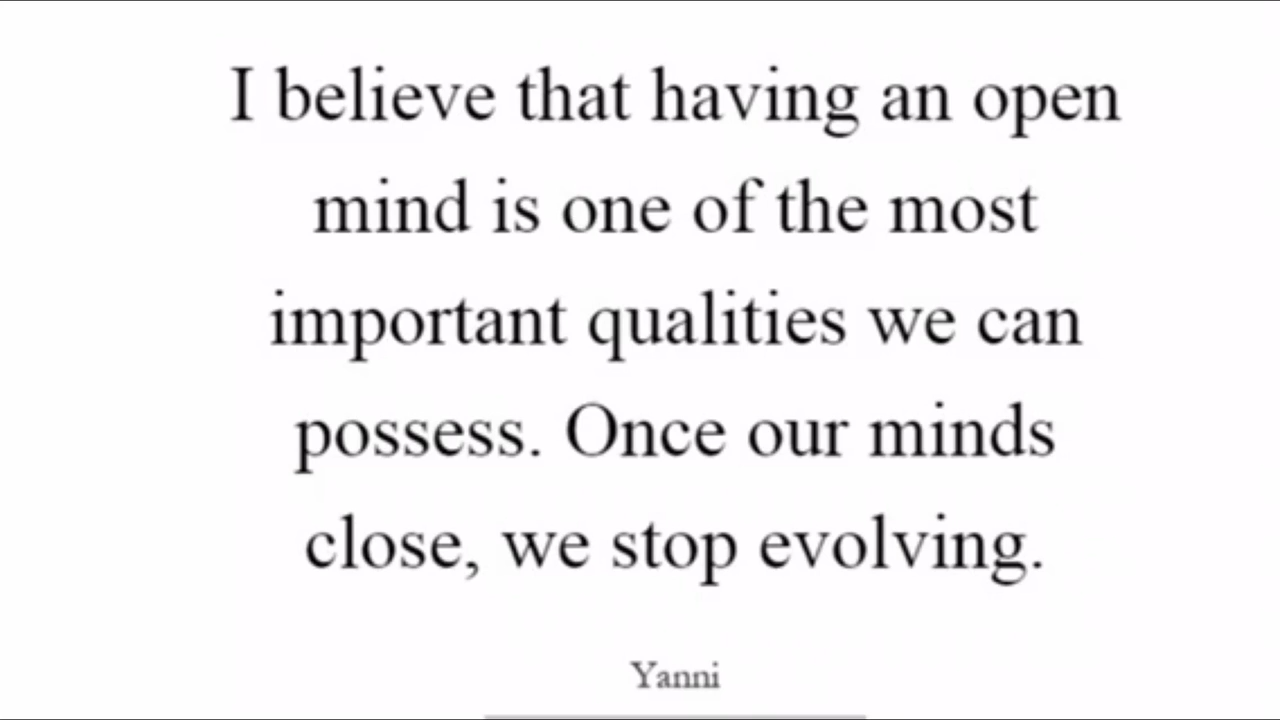 I believe that having an open
mind is one of the most
important qualities we can
possess. Once our minds
close, we stop evolving.
Yanni